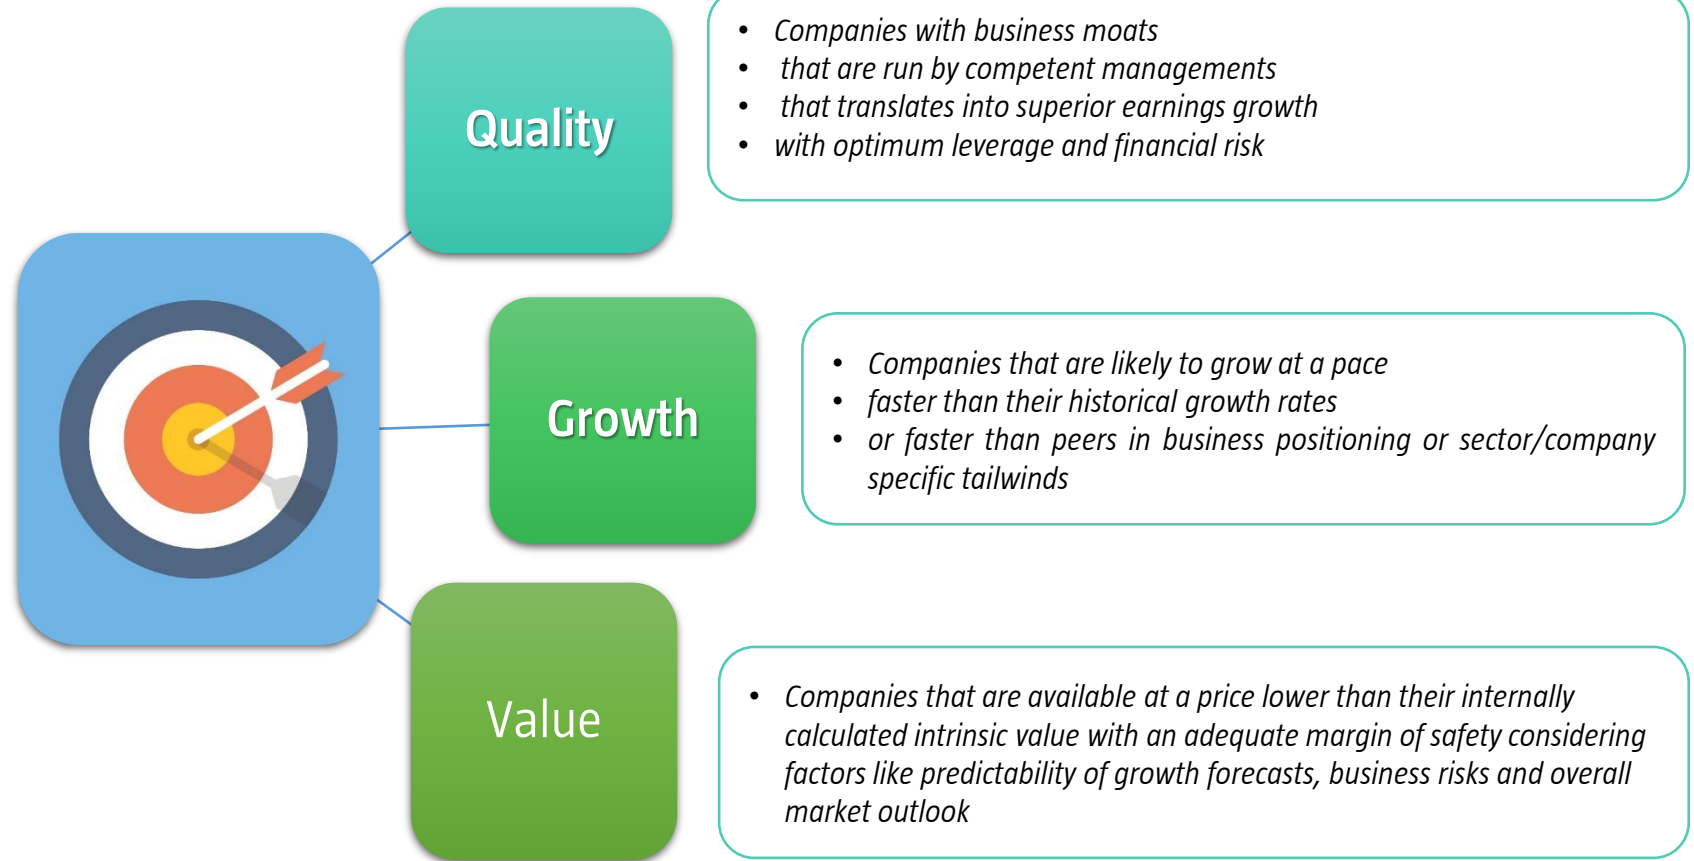 Quality
• Companies with business moats
• that are run by competent managements
• that translates into superior earnings growth
• with optimum leverage and financial risk
Growth
• Companies that are likely to grow at a pace
• faster than their historical growth rates
• or faster than peers in business positioning or sector/company
specific tailwinds
Value
• Companies that are available at a price lower than their internally
calculated intrinsic value with an adequate margin of safety considering
factors like predictability of growth forecasts, business risks and overall
market outlook